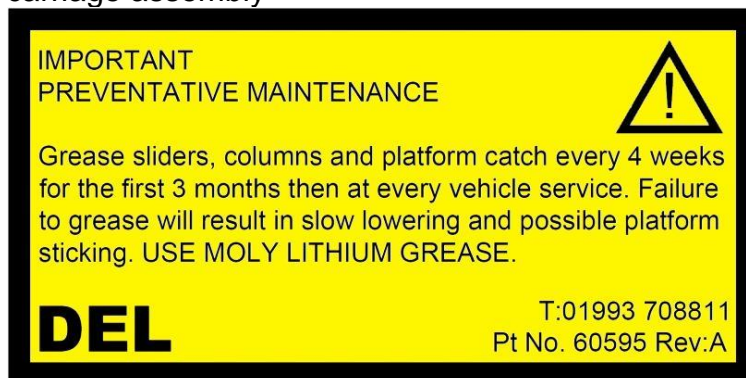 carriage assembly
IMPORTANT
PREVENTATIVE MAINTENANCE
Grease sliders, columns and platform catch every 4 weeks
for the first 3 months then at every vehicle service. Failure
to grease will result in slow lowering and possible platform
sticking. USE MOLY LITHIUM GREASE.
DEL
T:01993 708811
Pt No. 60595 Rev:A